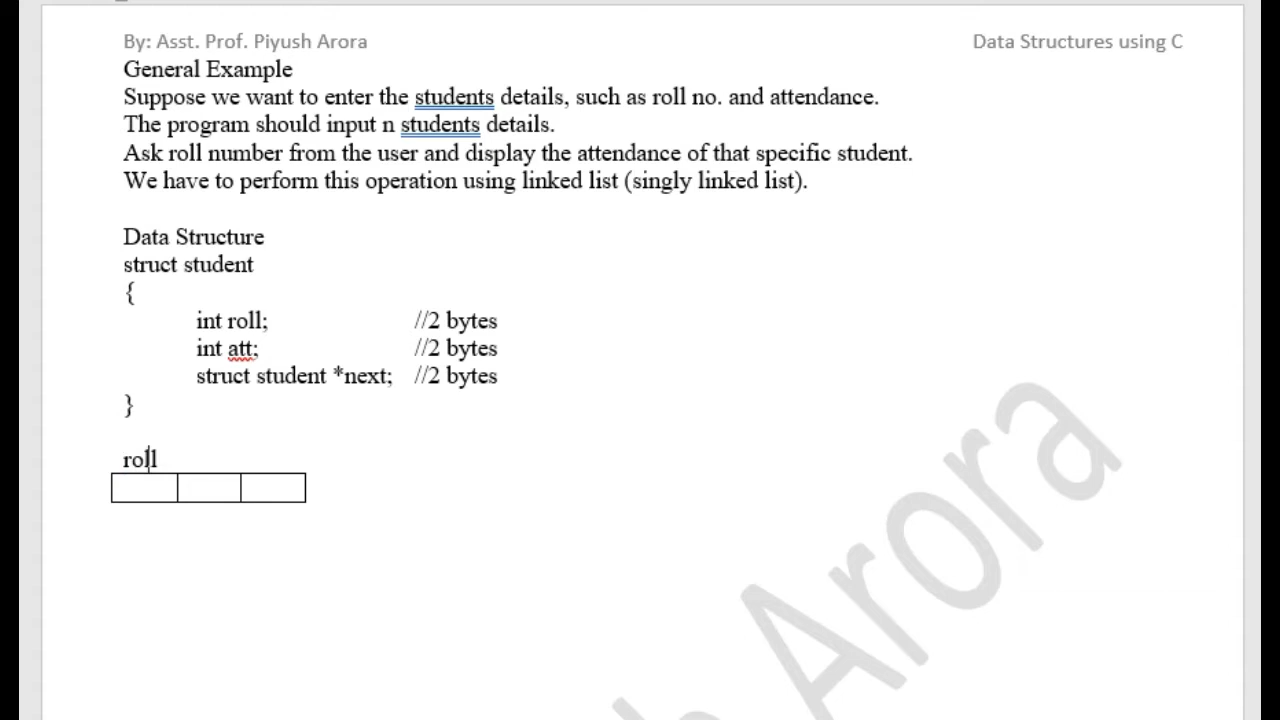 By: Asst. Prof. Piyush Arora Data Structures using C
General Example
Suppose we want to enter the students details, such as roll no. and attendance.
The program should input n students details.
Ask roll number from the user and display the attendance of that specific student.
We have to perform this operation using linked list (singly linked list).
Data Structure
struct student
{
int roll; //2 bytes
int att; //2 bytes
struct student *next; //2 bytes
}
roll
Arora